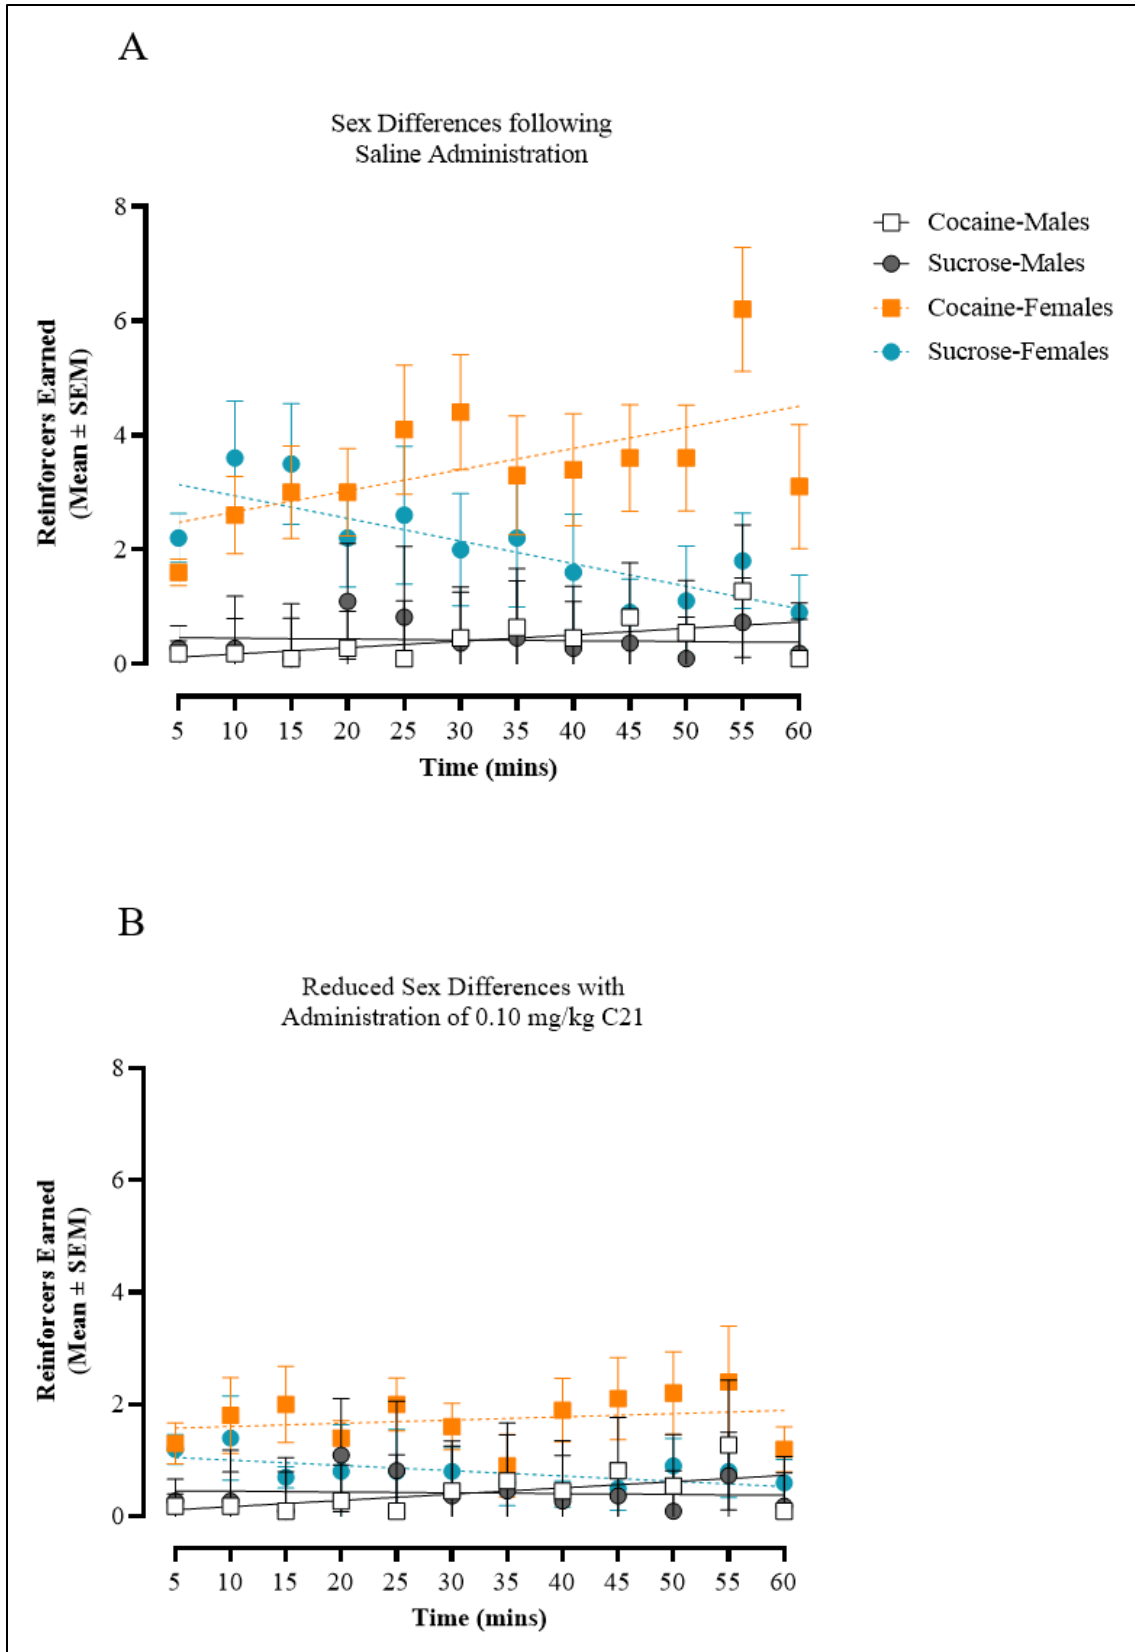 A
Sex Differences following
Saline Administration
8
6
4
2
0
Reinforcers Earned
(Mean ± SEM)
5 10 15 20 25 30 35 40 45 50 55 60
Time (mins)
Cocaine-Males
Sucrose-Males
Cocaine-Females
Sucrose-Females
B
Reduced Sex Differences with
Administration of 0.10 mg/kg C21
8
6
4
2
0
Reinforcers Earned
(Mean ± SEM)
5 10 15 20 25 30 35 40 45 50 55 60
Time (mins)